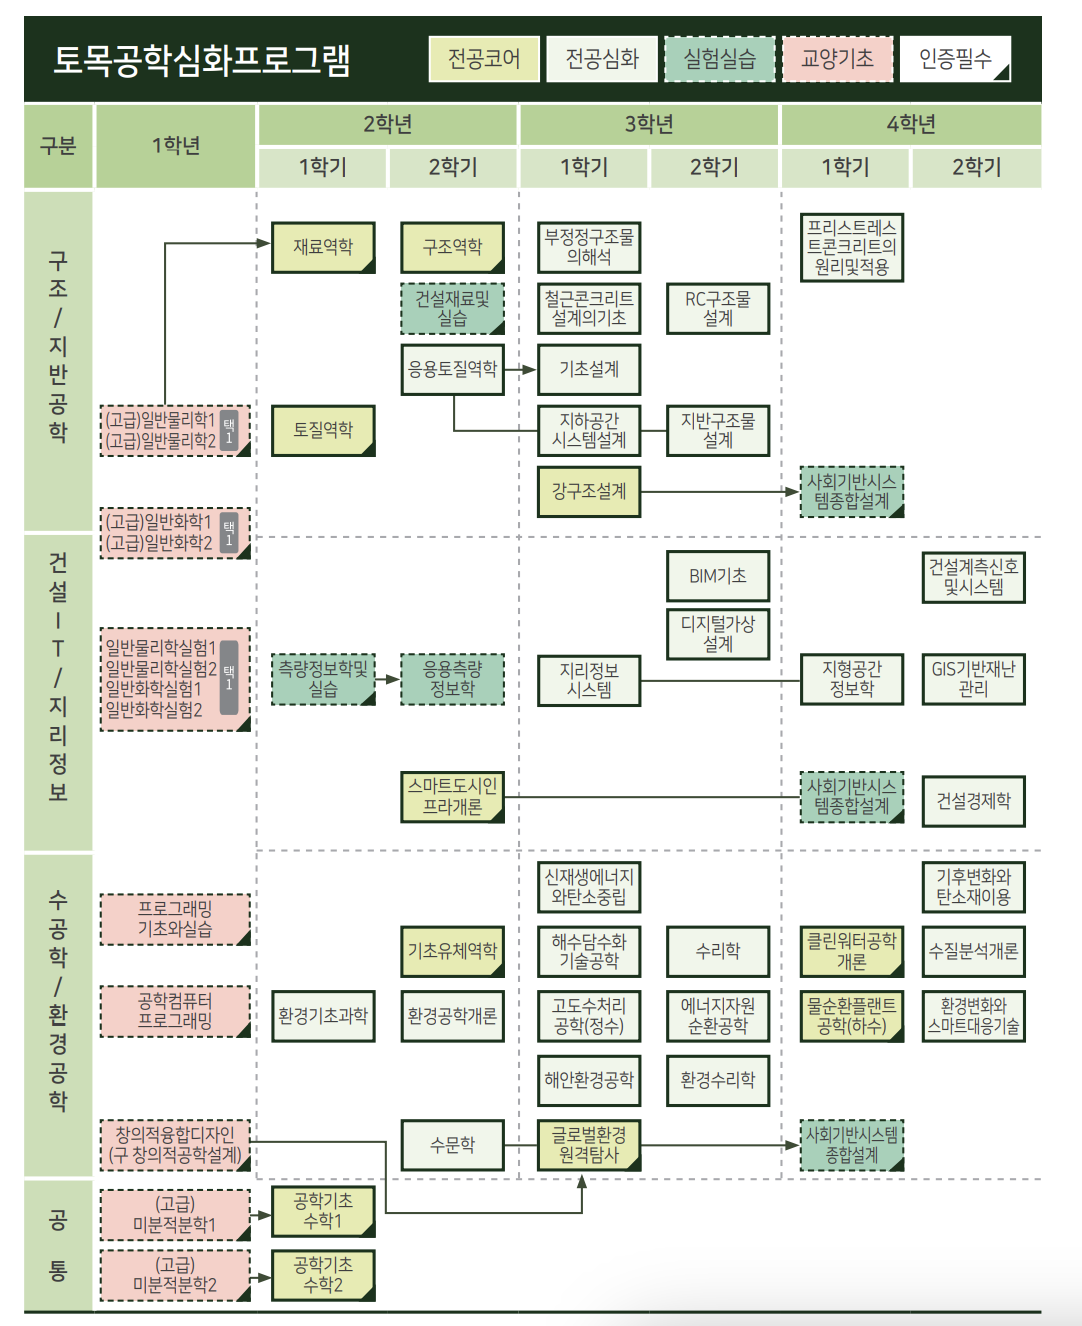 토목공학심화프로그램
전공코어
전공심화
실험실습
교양기초
인증필수
구분
1학년
2학년
3학년
4학년
1학기
2학기
1학기
2학기
1학기
2학기
구
조
/
지
반
공
학
재료역학
구조역학
부정정구조물
의해석
프리스트레스
트콘크리트의
원리및적용
건설재료및
실습
철근콘크리트
설계의기초
RC구조물
설계
응용토질역학
기초설계
(고급)일반물리학1
(고급)일반물리학2
택
1
토질역학
지하공간
시스템설계
지반구조물
설계
강구조설계
사회기반시스
템종합설계
(고급)일반화학1
(고급)일반화학2
택
1
건
설
I
T
/
지
리
정
보
BIM기초
건설계측신호
및시스템
디지털가상
설계
일반물리학실험1
일반물리학실험2
일반화학실험1
일반화학실험2
택
1
측량정보학및
실습
응용측량
정보학
지리정보
시스템
지형공간
정보학
GIS기반재난
관리
스마트도시인
프라개론
사회기반시스
템종합설계
건설경제학
수
공
학
/
환
경
공
학
신재생에너지
와탄소중립
기후변화와
탄소재이용
프로그래밍
기초와실습
기초유체역학
해수담수화
기술공학
수리학
클린워터공학
개론
수질분석개론
공학컴퓨터
프로그래밍
환경기초과학
환경공학개론
고도수처리
공학(정수)
에너지자원
순환공학
물순환플랜트
공학(하수)
환경변화와
스마트대응기술
해안환경공학
환경수리학
창의적융합디자인
(구 창의적공학설계)
수문학
글로벌환경
원격탐사
사회기반시스템
종합설계
공
통
(고급)
미분적분학1
공학기초
수학1
(고급)
미분적분학2
공학기초
수학2